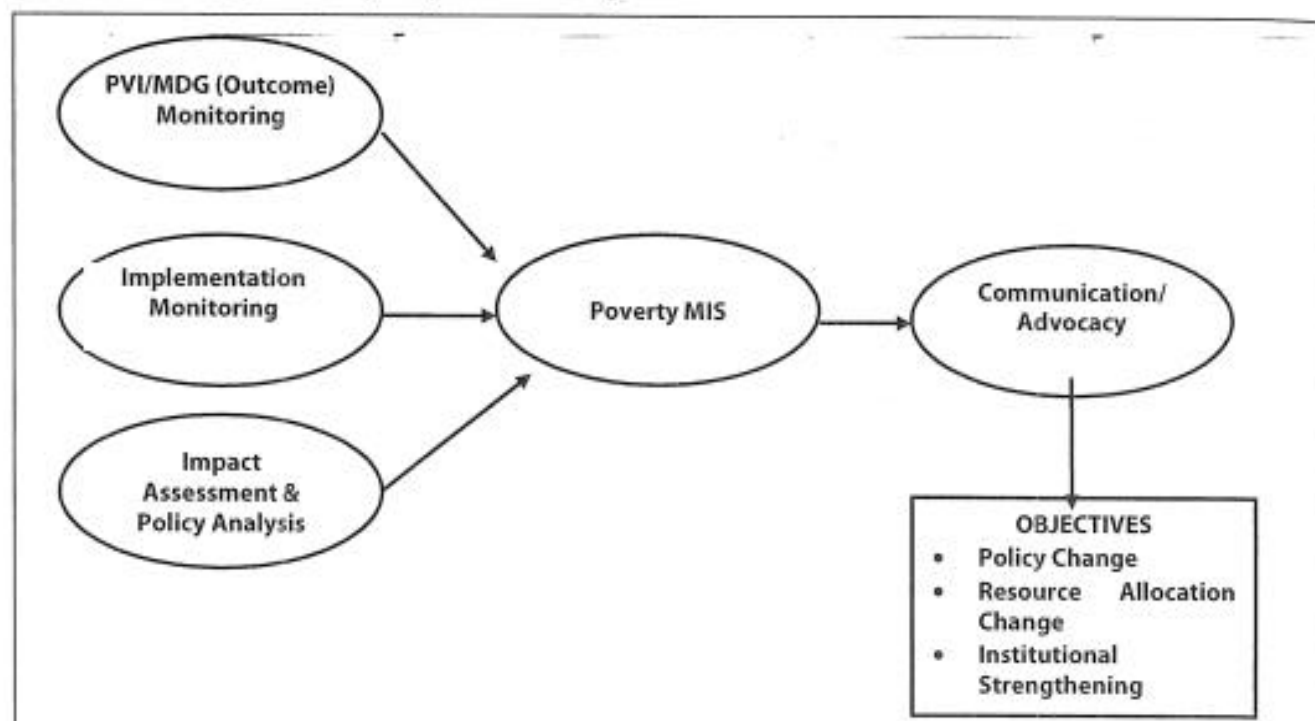 PVI/MDG (Outcome)
Monitoring
Implementation
Monitoring
Impact
Assessment &
Policy Analysis
Poverty MIS
Communication/
Advocacy
OBJECTIVES
• Policy Change
• Resource Allocation
Change
• Institutional
Strengthening